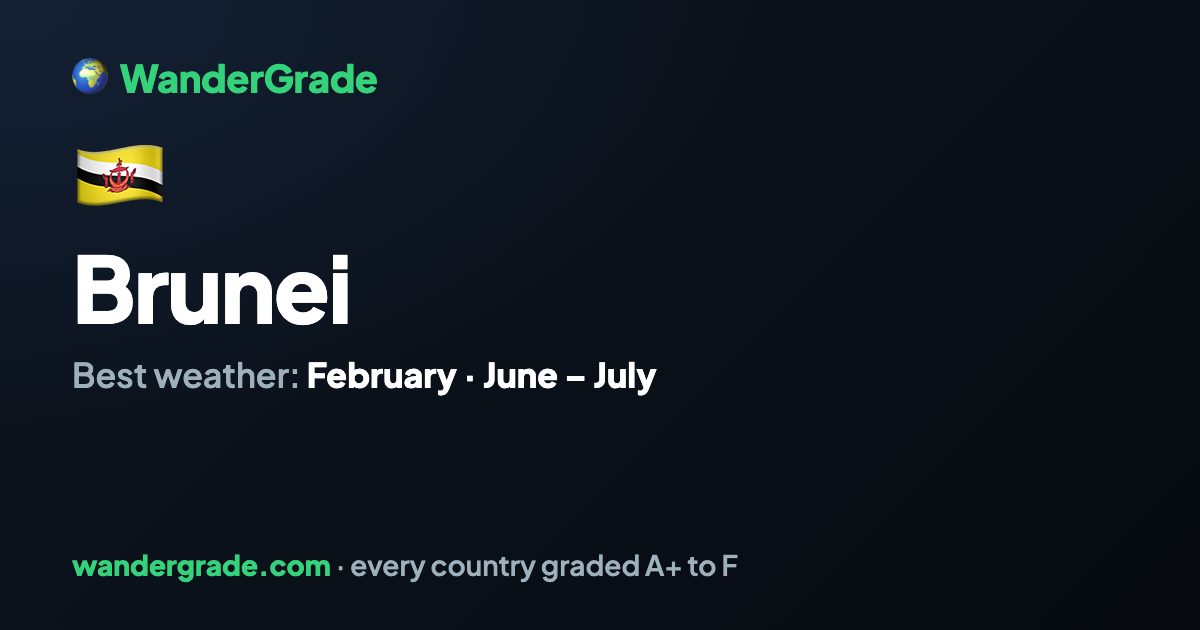 WanderGrade
Brunei
Best weather: February · June – July
wandergrade.com · every country graded A+ to F